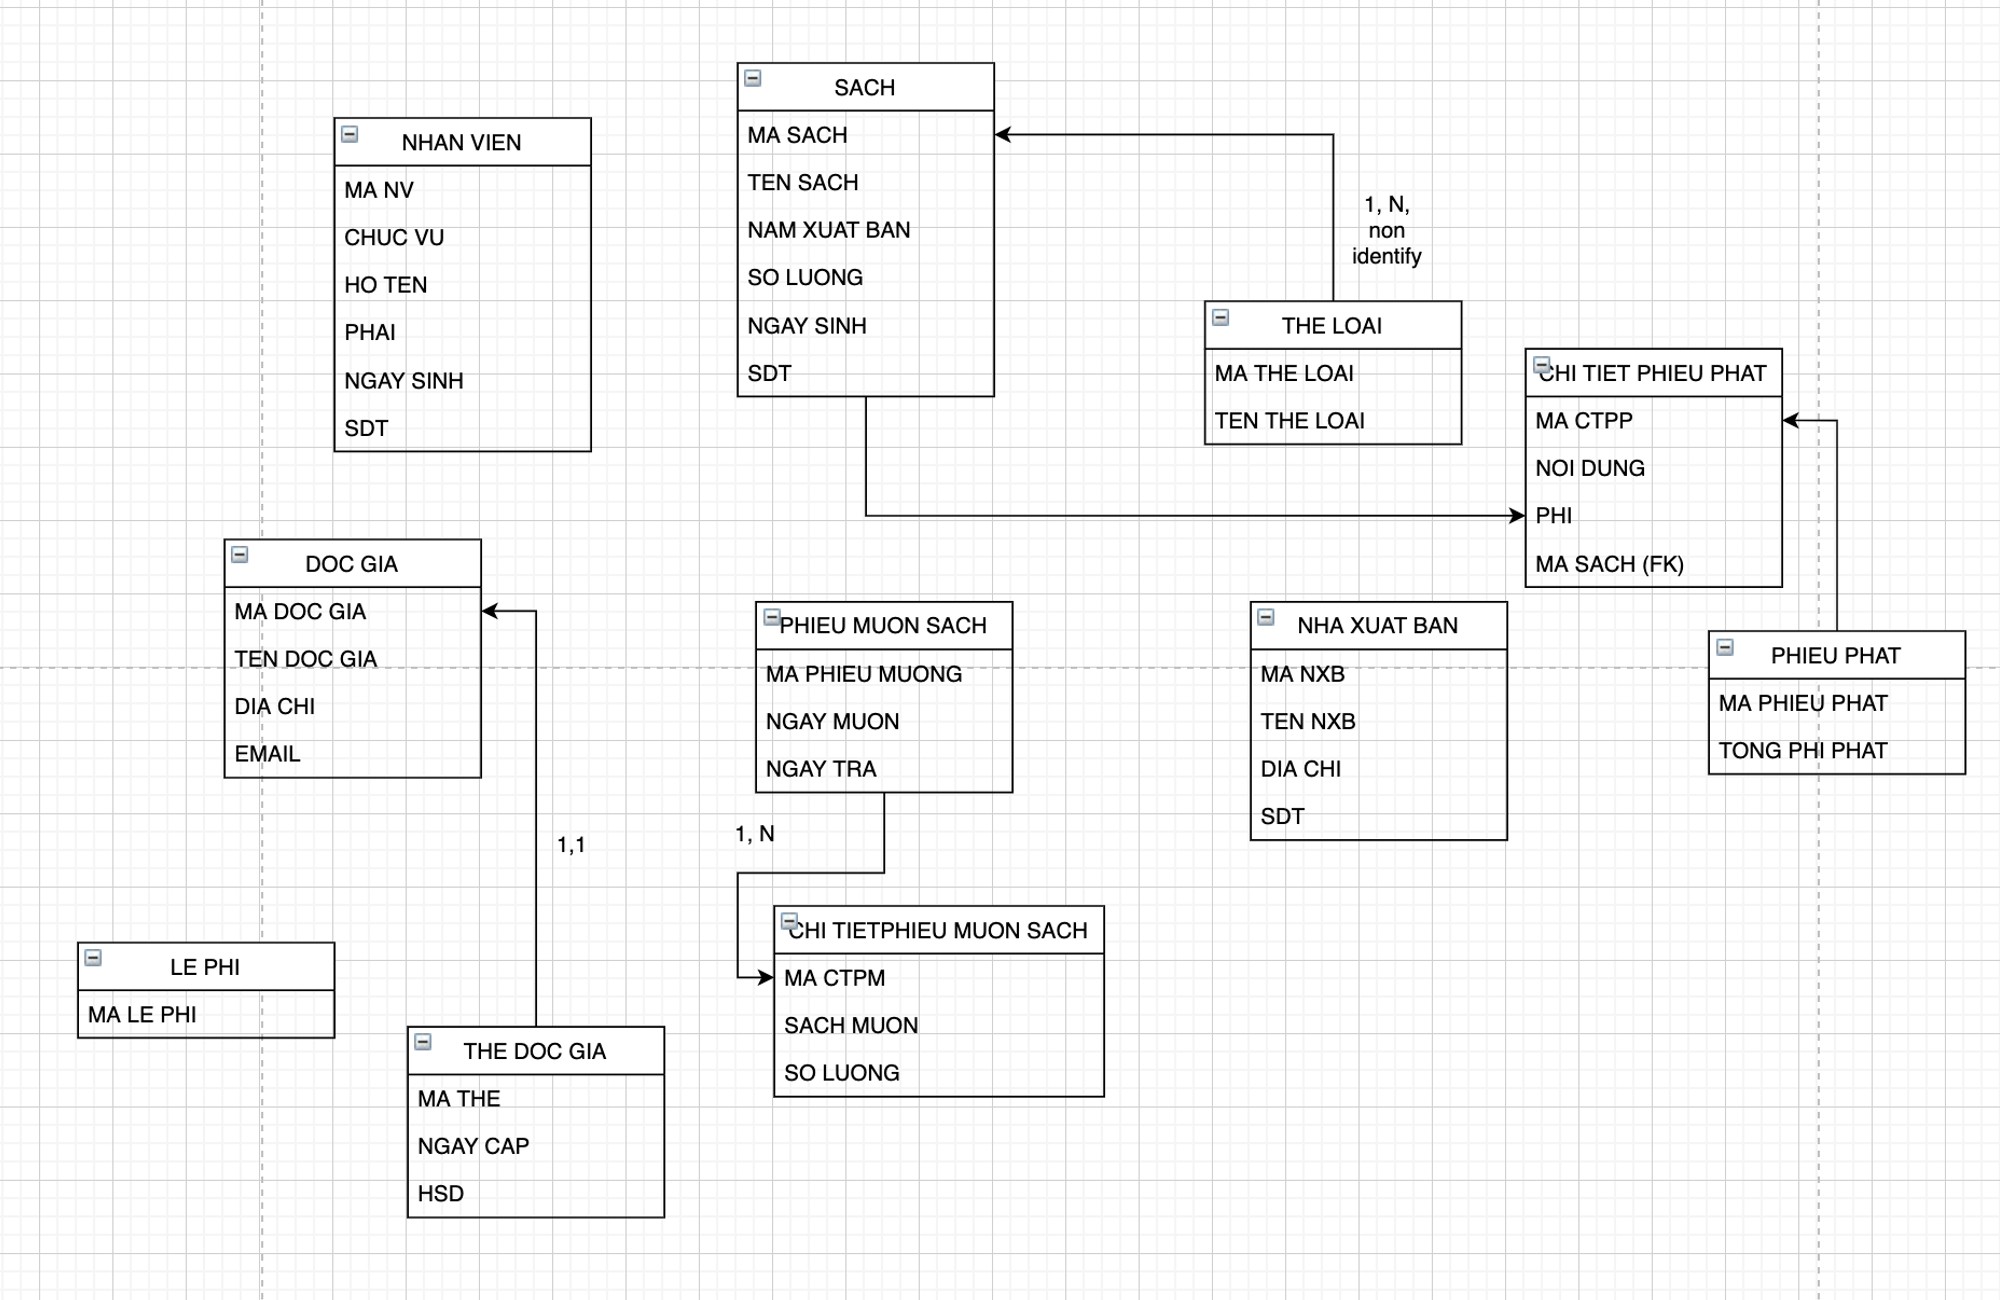 SACH
MA SACH
TEN SACH
NAM XUAT BAN
SO LUONG
NGAY SINH
SDT
NHAN VIEN
MA NV
CHUC VU
HO TEN
PHAI
NGAY SINH
SDT
1, N,
non
identify
THE LOAI
MA THE LOAI
TEN THE LOAI
CHI TIET PHIEU PHAT
MA CTPP
NOI DUNG
PHI
MA SACH (FK)
DOC GIA
MA DOC GIA
TEN DOC GIA
DIA CHI
EMAIL
PHIEU MUON SACH
MA PHIEU MUONG
NGAY MUON
NGAY TRA
NHA XUAT BAN
MA NXB
TEN NXB
DIA CHI
SDT
PHIEU PHAT
MA PHIEU PHAT
TONG PHI PHAT
1,1
1, N
CHI TIETPHIEU MUON SACH
MA CTPM
SACH MUON
SO LUONG
LE PHI
MA LE PHI
THE DOC GIA
MA THE
NGAY CAP
HSD